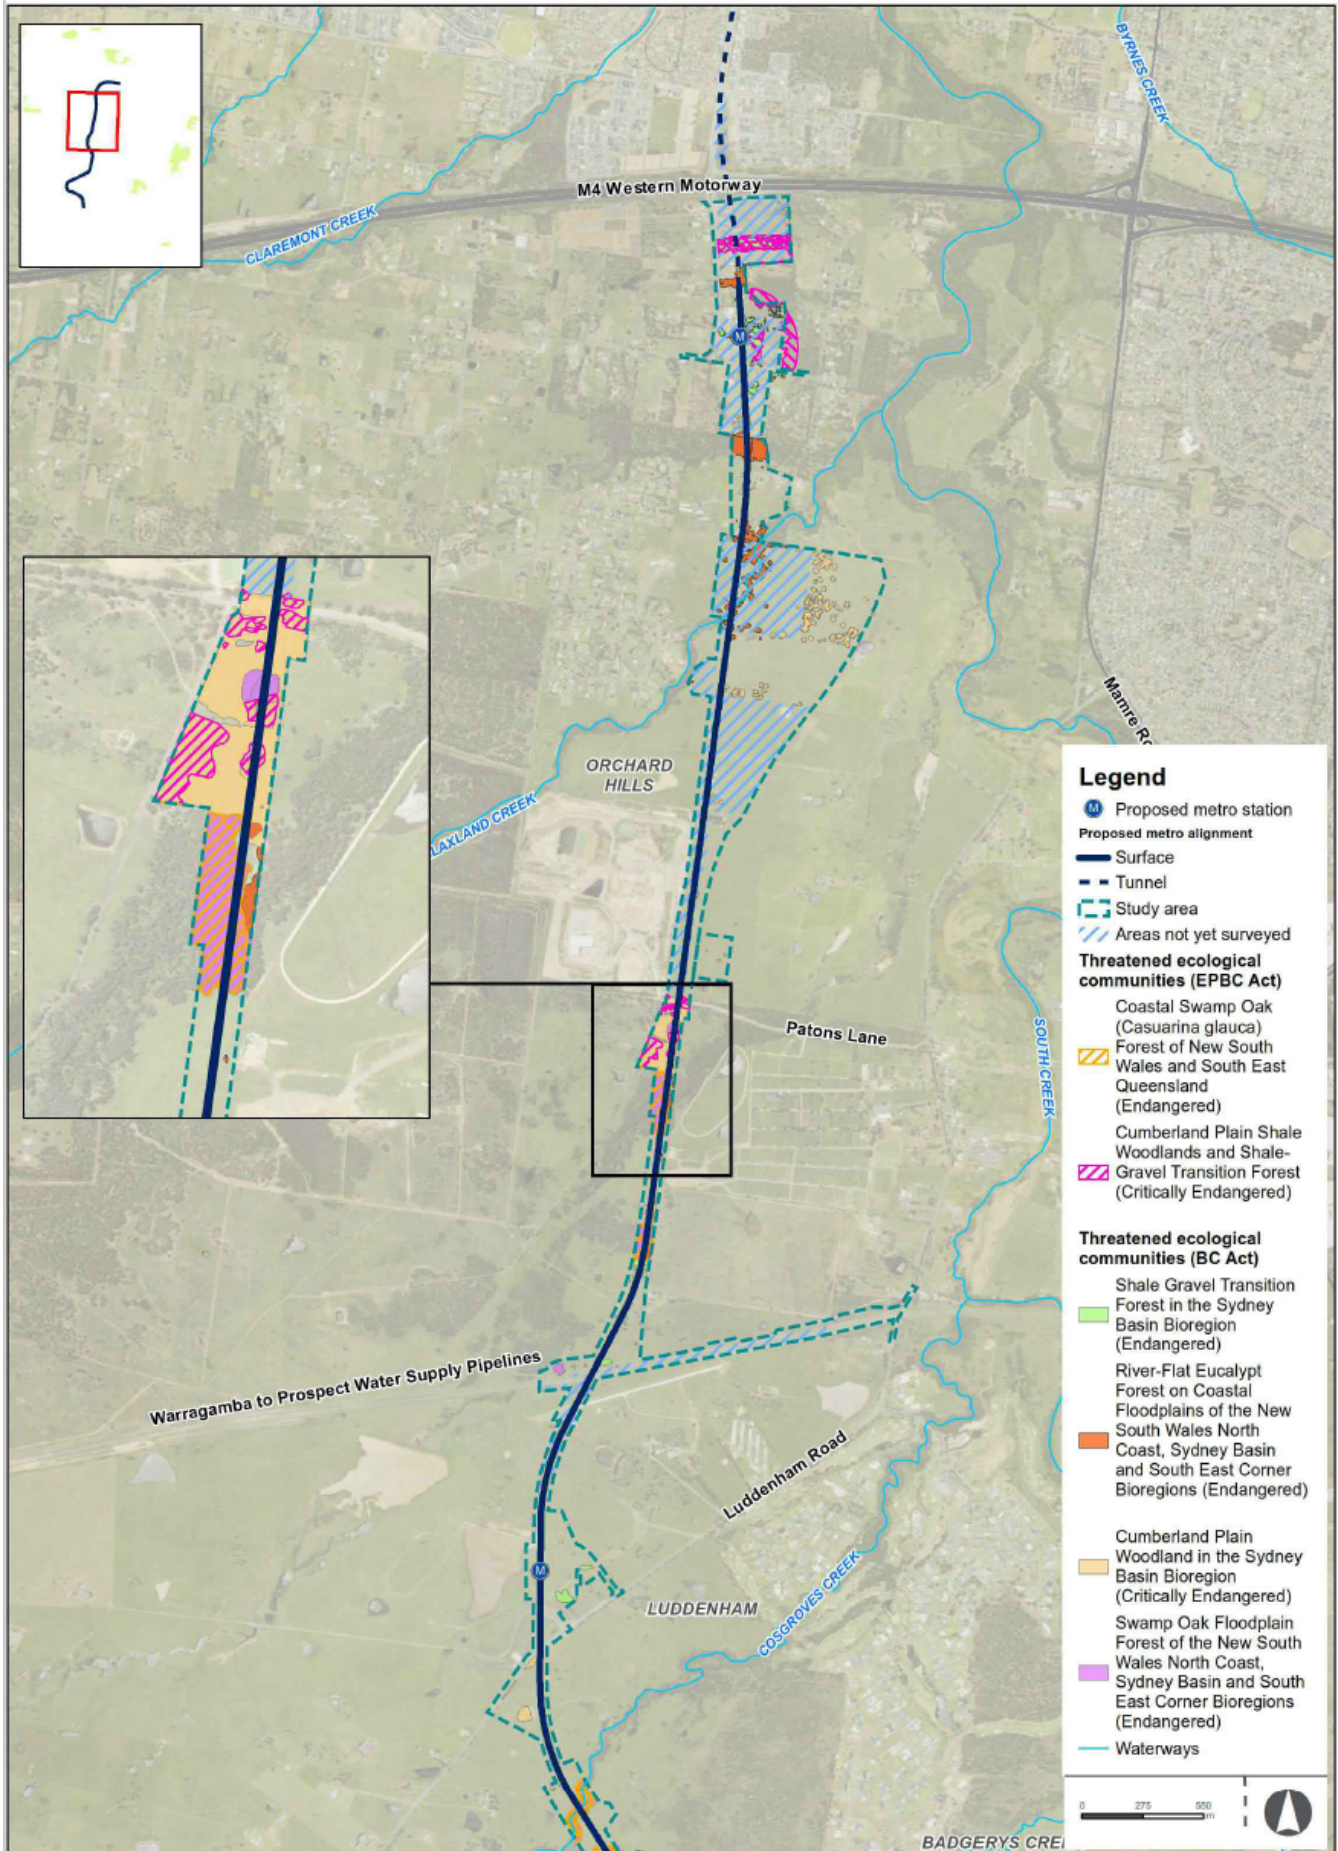 BYRNES CREEK
M4 Western Motorway
CLAREMONT CREEK
M
Mamre Ro
ORCHARD
HILLS
LAXLAND CREEK
Patons Lane
SOUTH CREEK
Warragamba to Prospect Water Supply Pipelines
Luddenham Road
M
LUDDENHAM
COSGROVES CREEK
BADGERYS CREE
Legend
M Proposed metro station
Proposed metro alignment
Surface
Tunnel
Study area
Areas not yet surveyed
Threatened ecological
communities (EPBC Act)
Coastal Swamp Oak
(Casuarina glauca)
Forest of New South
Wales and South East
Queensland
(Endangered)
Cumberland Plain Shale
Woodlands and Shale-
Gravel Transition Forest
(Critically Endangered)
Threatened ecological
communities (BC Act)
Shale Gravel Transition
Forest in the Sydney
Basin Bioregion
(Endangered)
River-Flat Eucalypt
Forest on Coastal
Floodplains of the New
South Wales North
Coast, Sydney Basin
and South East Corner
Bioregions (Endangered)
Cumberland Plain
Woodland in the Sydney
Basin Bioregion
(Critically Endangered)
Swamp Oak Floodplain
Forest of the New South
Wales North Coast,
Sydney Basin and South
East Corner Bioregions
(Endangered)
Waterways
0 275 550
m